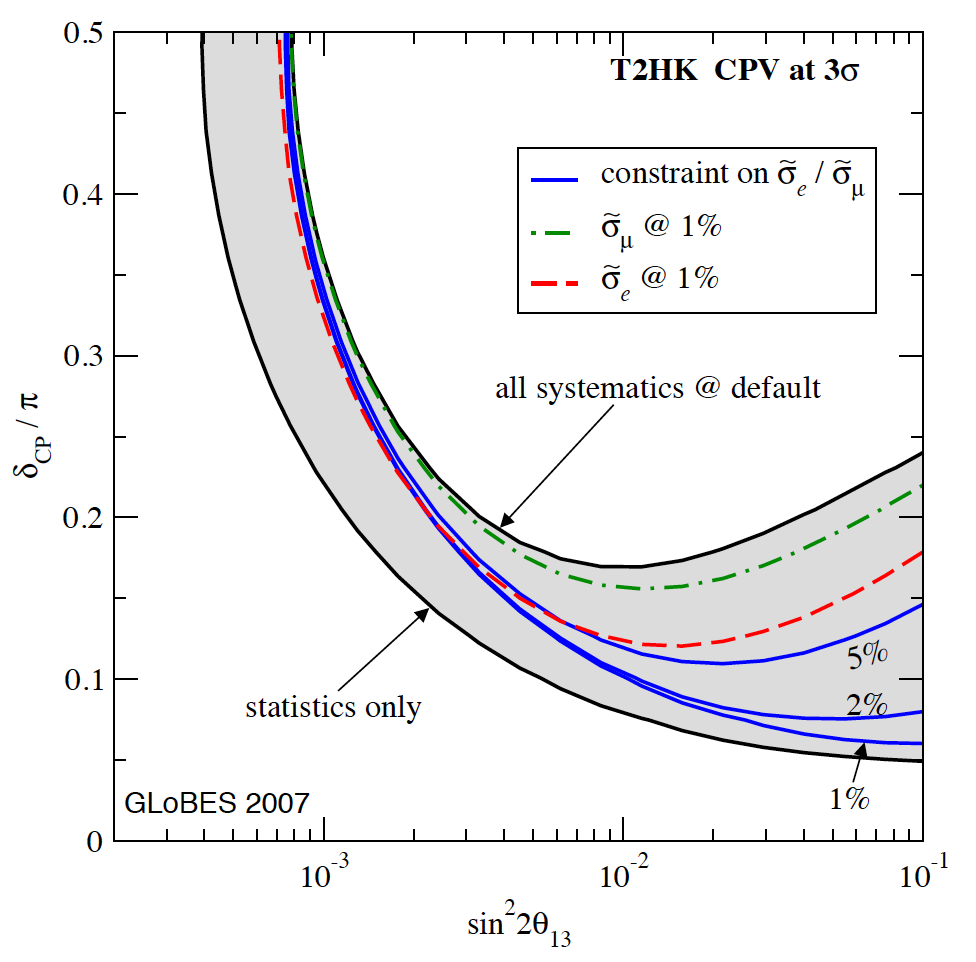 T2HK CPV at 3σ
constraint on σ̃e / σ̃μ
σ̃μ @ 1%
σ̃e @ 1%
all systematics @ default
statistics only
5%
2%
1%
GLoBES 2007
0.5
0.4
0.3
0.2
0.1
0
δCP / π
10-3
10-2
10-1
sin22θ13